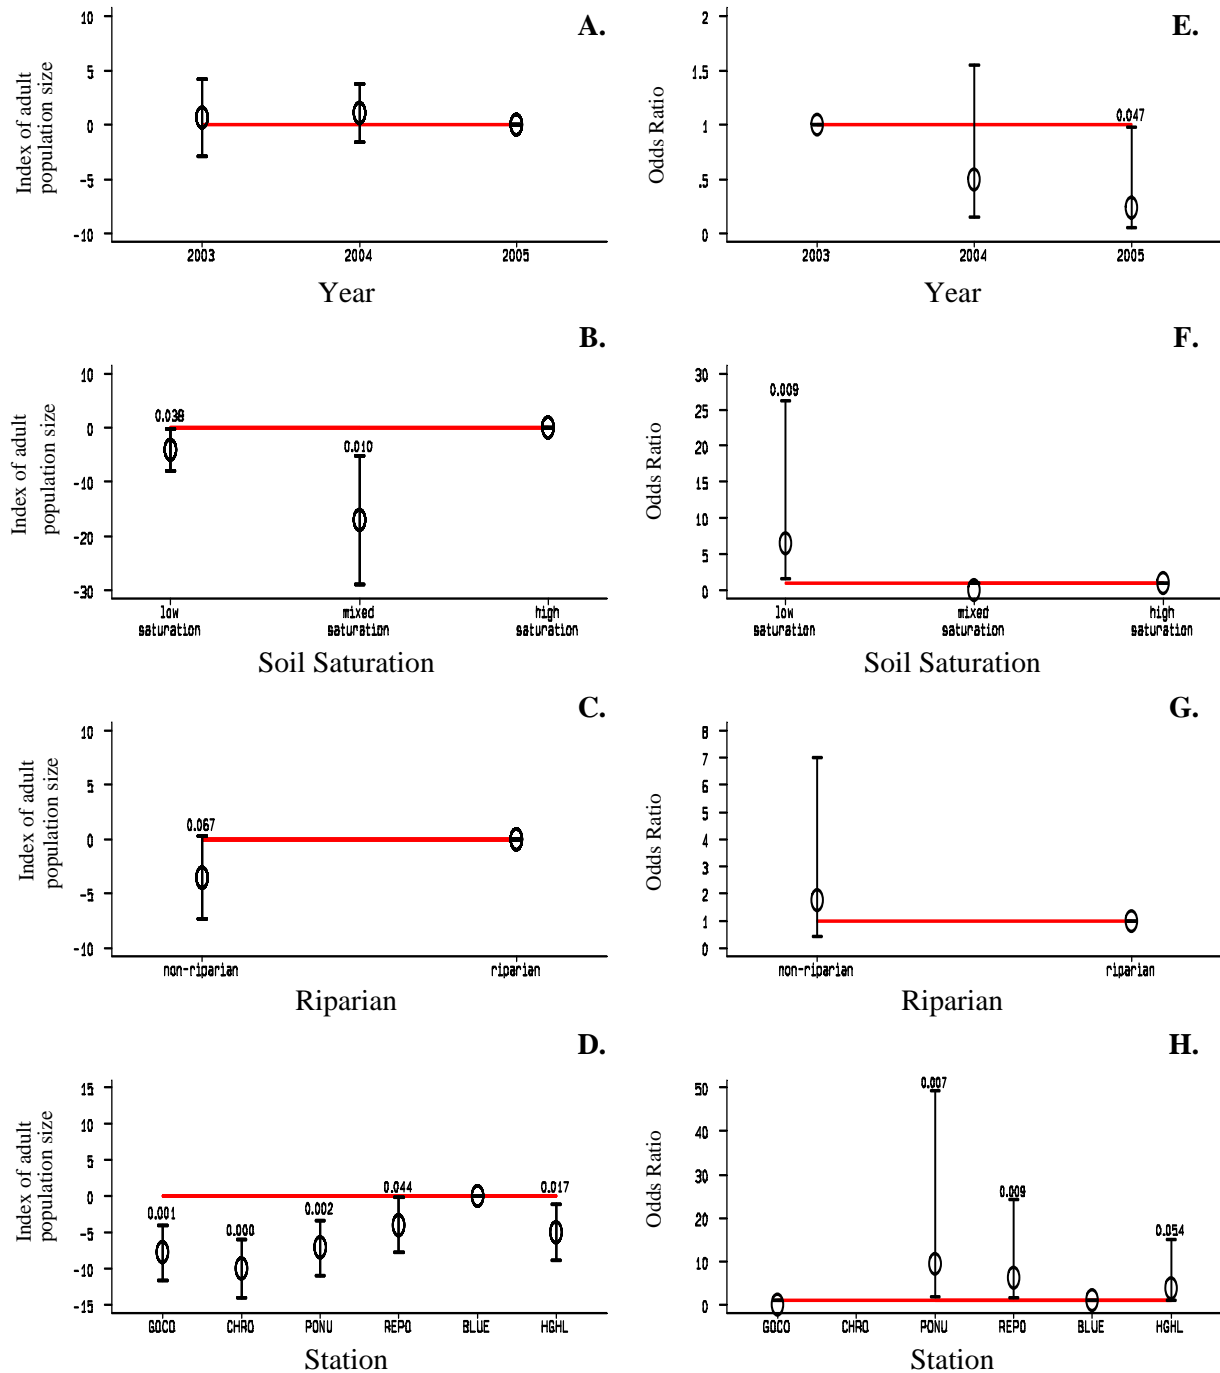 A.
Index of adult
population size
10
5
0
-5
-10
2003 2004 2005
Year
E.
Odds Ratio
2
1.5
1
.5
0
0.047
2003 2004 2005
Year
B.
Index of adult
population size
10
0
-10
-20
-30
0.038
0.010
low mixed high
saturation saturation saturation
Soil Saturation
F.
Odds Ratio
30
25
20
15
10
5
0
0.009
low mixed high
saturation saturation saturation
Soil Saturation
C.
Index of adult
population size
10
5
0
-5
-10
0.067
non-riparian riparian
Riparian
G.
Odds Ratio
8
7
6
5
4
3
2
1
0
non-riparian riparian
Riparian
D.
Index of adult
population size
15
10
5
0
-5
-10
-15
0.001 0.000 0.002 0.044 0.017
GOCO CHRO PONU REPO BLUE HGHL
Station
H.
Odds Ratio
50
40
30
20
10
0
0.007 0.009 0.054
GOCO CHRO PONU REPO BLUE HGHL
Station